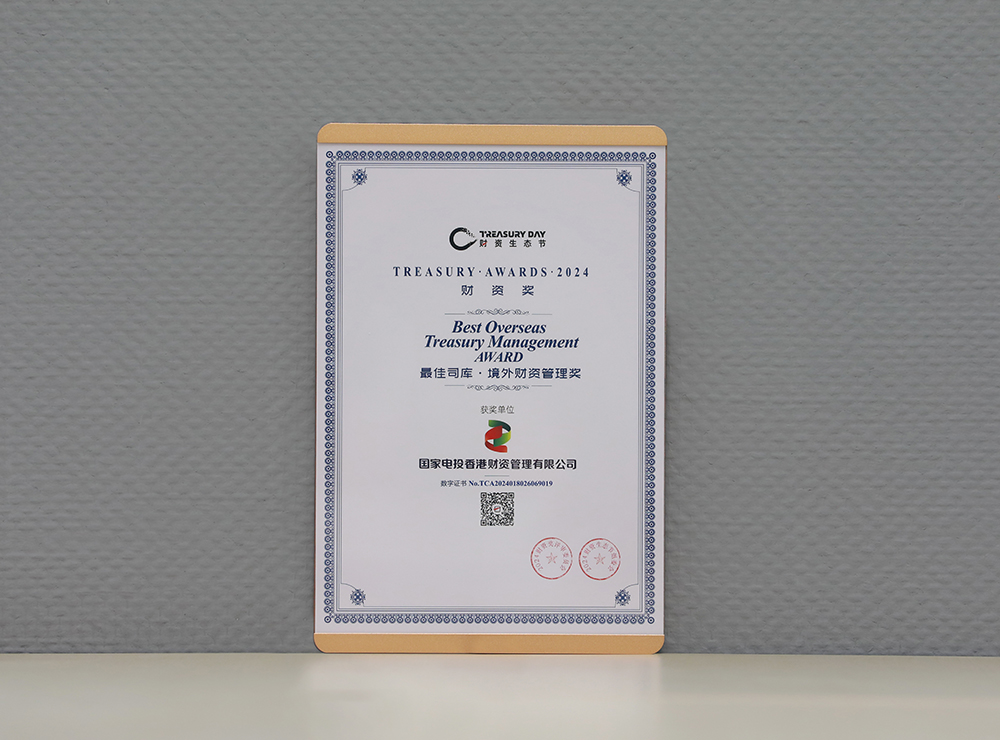 TREASURY DAY
财资生态节
TREASURY·AWARDS·2024
财资奖
Best Overseas
Treasury Management
AWARD
最佳司库·境外财资管理奖
获奖单位
国家电投香港财资管理有限公司
数字证书 No.TCA2024018026069019